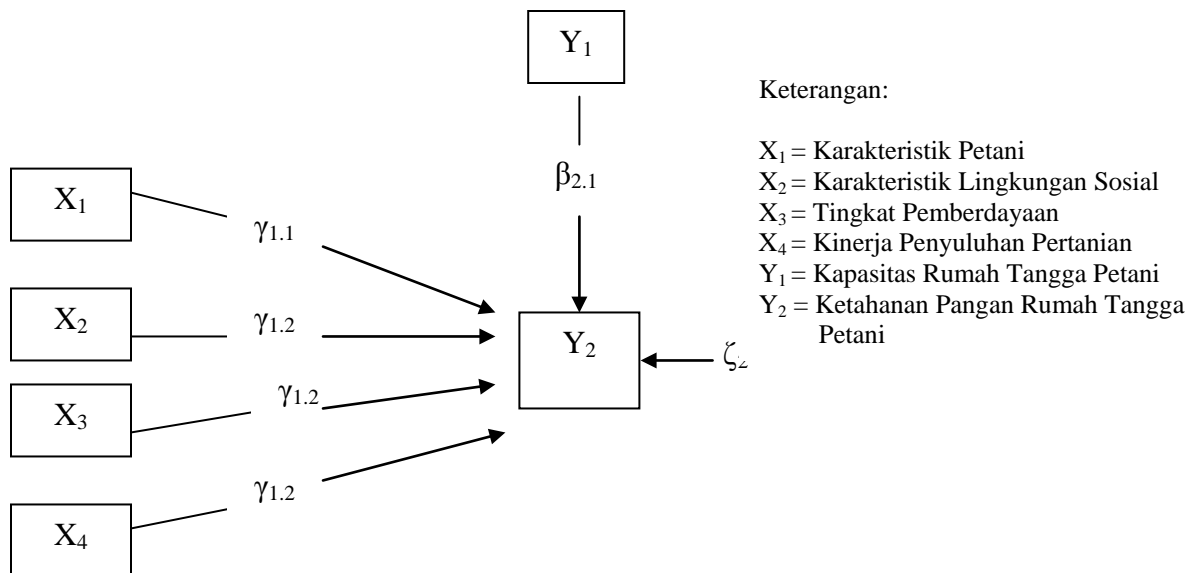 Y₁
Keterangan:
X₁ = Karakteristik Petani
X₂ = Karakteristik Lingkungan Sosial
X₃ = Tingkat Pemberdayaan
X₄ = Kinerja Penyuluhan Pertanian
Y₁ = Kapasitas Rumah Tangga Petani
Y₂ = Ketahanan Pangan Rumah Tangga
Petani
β₂.₁
X₁
γ₁.₁
X₂
γ₁.₂
Y₂
ζ₂
X₃
γ₁.₂
γ₁.₂
X₄